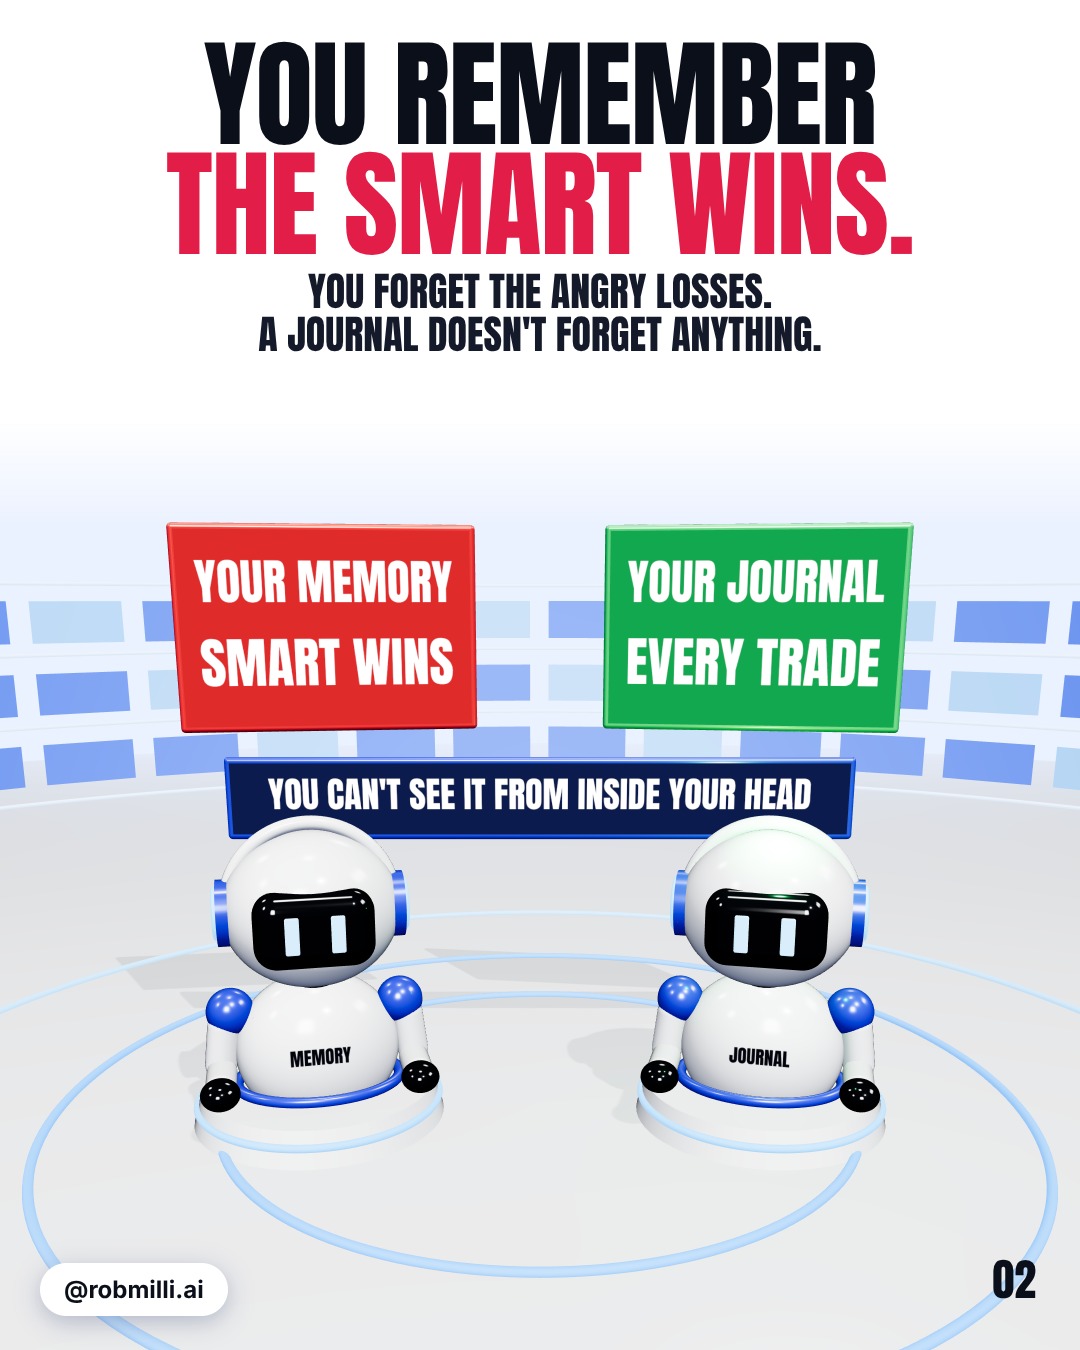 YOU REMEMBER
THE SMART WINS.
YOU FORGET THE ANGRY LOSSES.
A JOURNAL DOESN'T FORGET ANYTHING.
YOUR MEMORY
SMART WINS
YOUR JOURNAL
EVERY TRADE
YOU CAN'T SEE IT FROM INSIDE YOUR HEAD
MEMORY
JOURNAL
@robmilli.ai
02